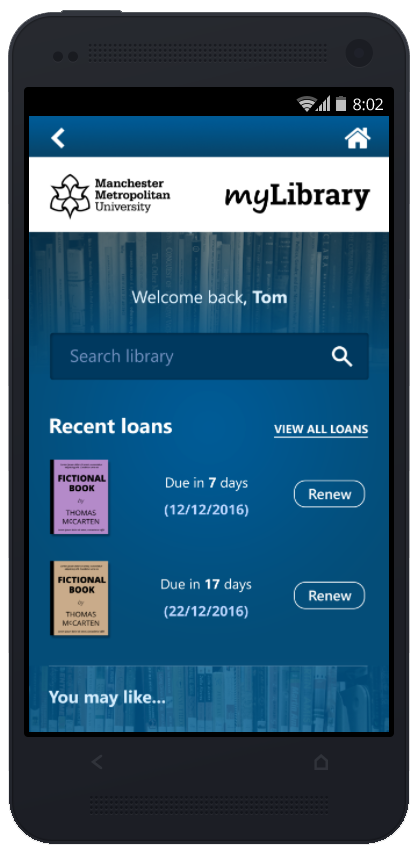 8:02
Manchester
Metropolitan
University
myLibrary
Welcome back, Tom
Search library
Recent loans
VIEW ALL LOANS
FICTIONAL
BOOK
by
THOMAS
McCARTEN
Due in 7 days
(12/12/2016)
Renew
FICTIONAL
BOOK
by
THOMAS
McCARTEN
Due in 17 days
(22/12/2016)
Renew
You may like...